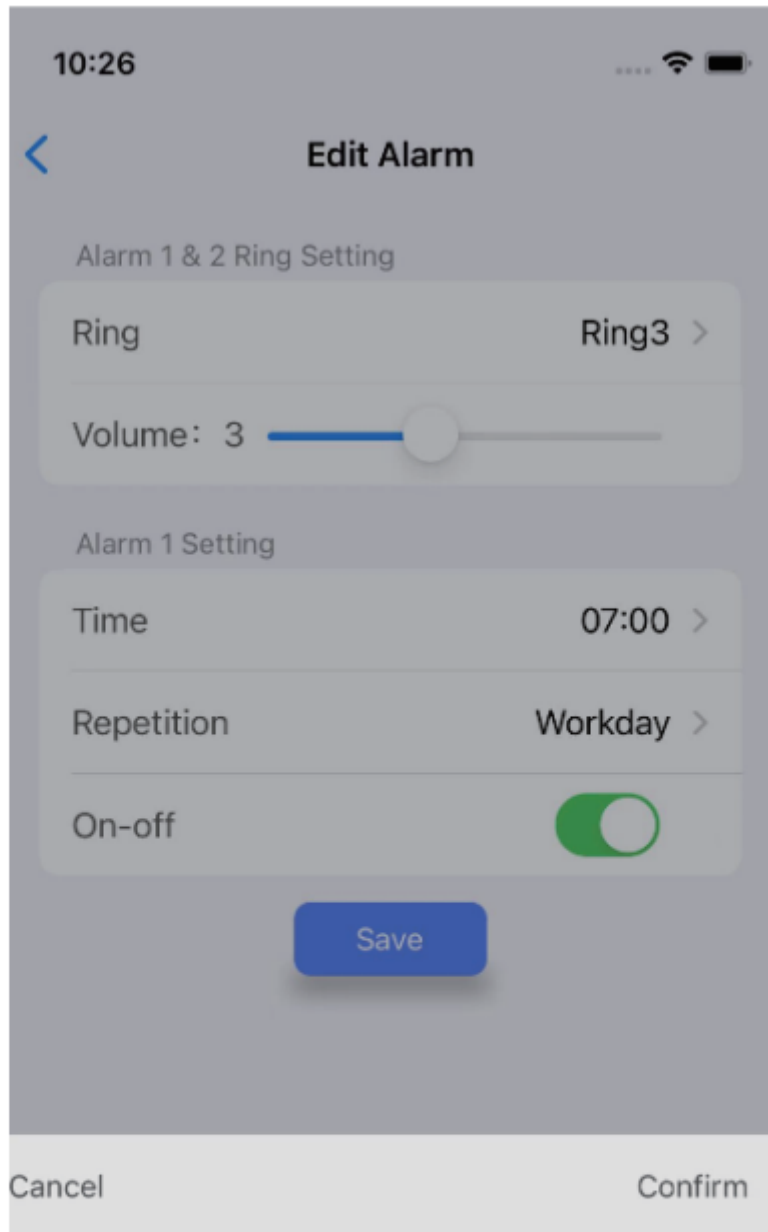 10:26
Edit Alarm
Alarm 1 & 2 Ring Setting
Ring Ring3
Volume: 3
Alarm 1 Setting
Time 07:00
Repetition Workday
On-off
Save
Cancel Confirm